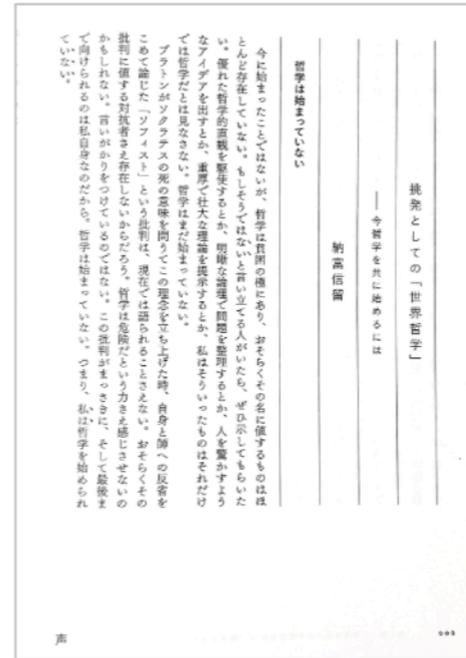 挑発としての「世界哲学」
――今哲学を共に始めるには
納富信留
哲学は始まっていない
今に始まったことではないが、哲学は貧困の極にあり、おそらくその名に値するものはほ
とんど存在していない。もしそうではないと言い立てる人がいたら、ぜひ示してもらいた
い。優れた哲学的直観を駆使するとか、明晰な論理で問題を整理するとか、人を驚かすよう
なアイデアを出すとか、重厚で壮大な理論を提示するとか、私はそういったものはそれだけ
では哲学だとは見なさない。哲学はまだ始まっていない。
プラトンがソクラテスの死の意味を問うてこの理念を立ち上げた時、自身と師への反省を
こめて論じた「ソフィスト」という批判は、現在では語られることさえない。おそらくその
批判に値する対抗者さえ存在しないからだろう。哲学は危険だという力さえ感じさせないの
かもしれない。言いがかりをつけているのではない。この批判がまっさきに、そして最後ま
で向けられるのは私自身なのだから。哲学は始まっていない。つまり、私は哲学を始められ
ていない。
声